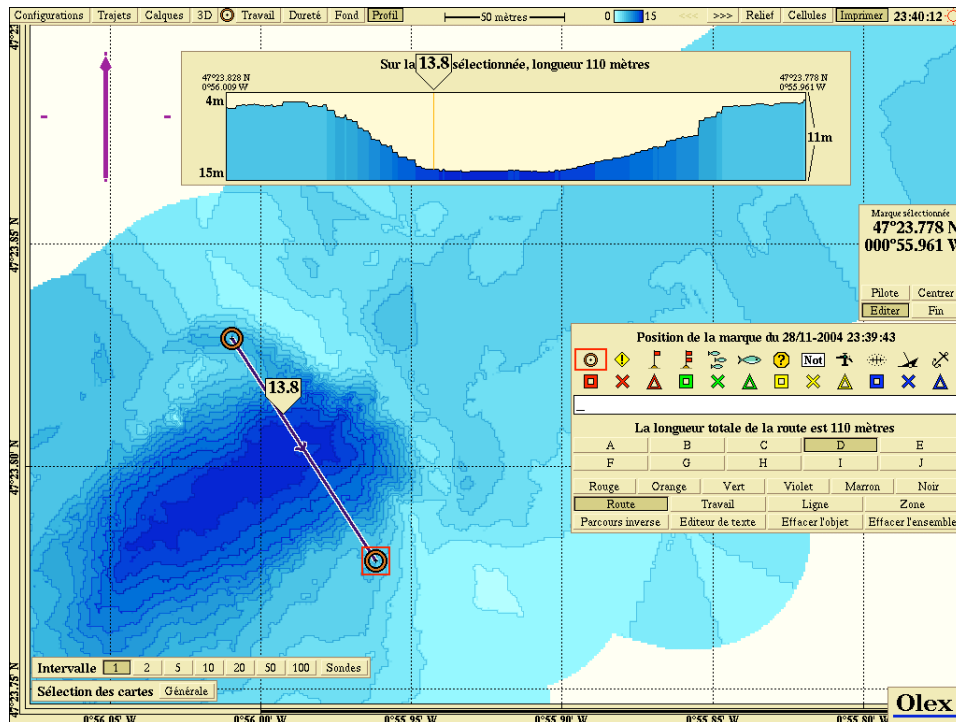 Configurations Trajets Calques 3D Travail Dureté Fond Profil 50 mètres 0 15 <<< >>> Relief Cellules Imprimer 23:40:12
Sur la 13.8 sélectionnée, longueur 110 mètres
47°23.828 N
0°56.009 W
47°23.778 N
0°55.961 W
4m
11m
15m
Marque sélectionnée
47°23.778 N
000°55.961 W
Pilote Centrer
Editer Fin
47°23.85' N
Position de la marque du 28/11-2004 23:39:43
? Not
13.8
_
La longueur totale de la route est 110 mètres
A B C D E
F G H I J
Rouge Orange Vert Violet Marron Noir
Route Travail Ligne Zone
Parcours inverse Editeur de texte Effacer l'objet Effacer l'ensemble
47°23.80' N
Intervalle 1 2 5 10 20 50 100 Sondes
Sélection des cartes Générale
47°23.75' N
0°56.05' W 0°56.00' W 0°55.95' W 0°55.90' W 0°55.85' W 0°55.80' W
Olex